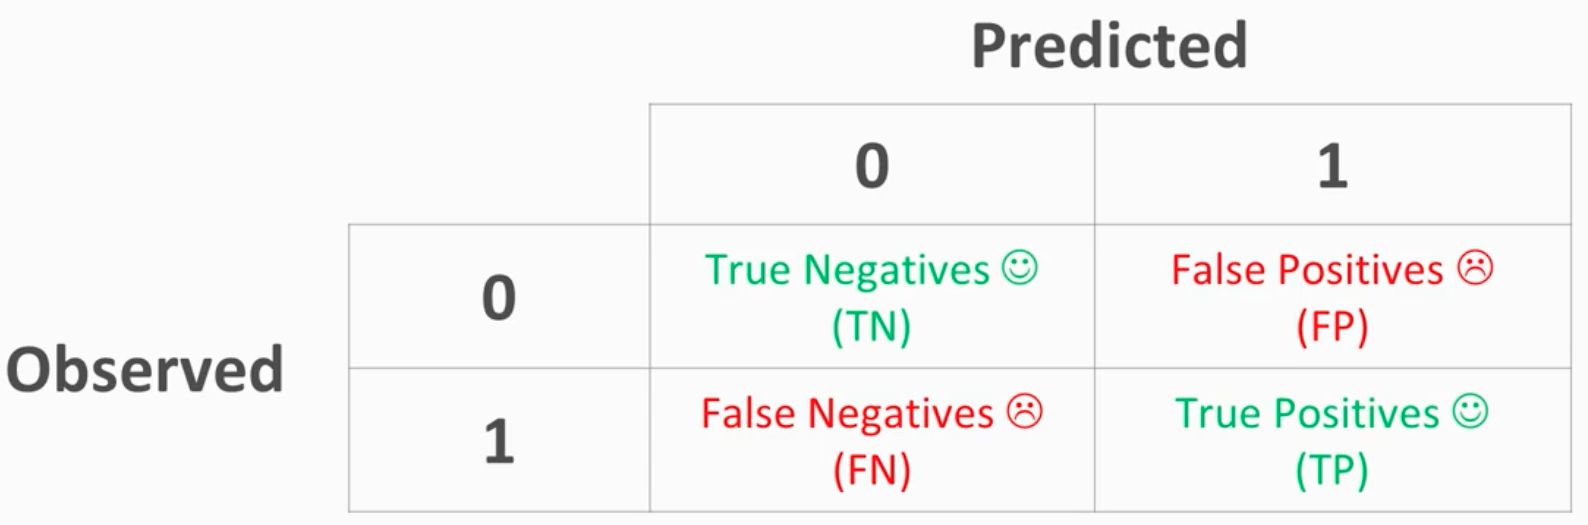 Predicted
0 1
0 True Negatives ☺ False Positives ☹
(TN) (FP)
Observed
1 False Negatives ☹ True Positives ☺
(FN) (TP)